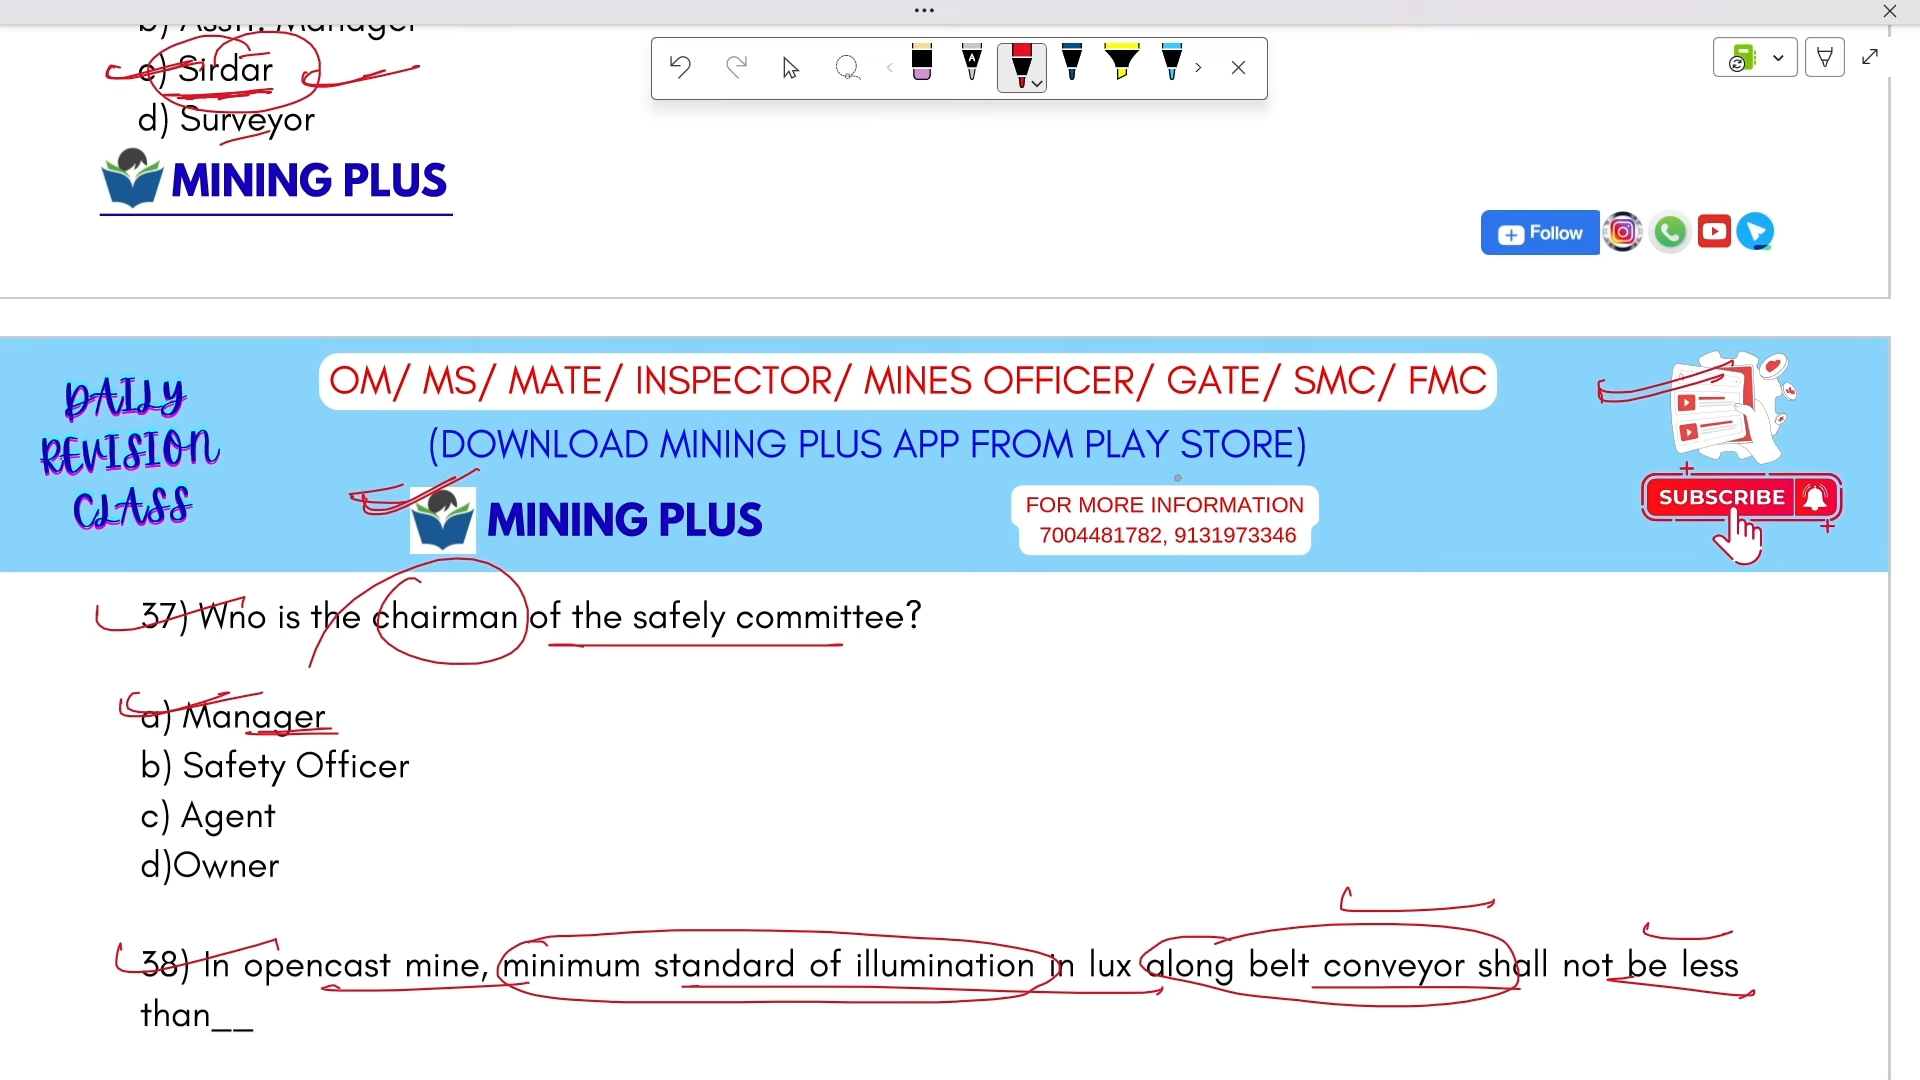 b) Asstt. Manager
c) Sirdar
d) Surveyor
MINING PLUS
Follow
DAILY
REVISION
CLASS
OM/ MS/ MATE/ INSPECTOR/ MINES OFFICER/ GATE/ SMC/ FMC
(DOWNLOAD MINING PLUS APP FROM PLAY STORE)
MINING PLUS
FOR MORE INFORMATION
7004481782, 9131973346
SUBSCRIBE
37) Who is the chairman of the safely committee?
a) Manager
b) Safety Officer
c) Agent
d)Owner
38) In opencast mine, minimum standard of illumination in lux along belt conveyor shall not be less
than__